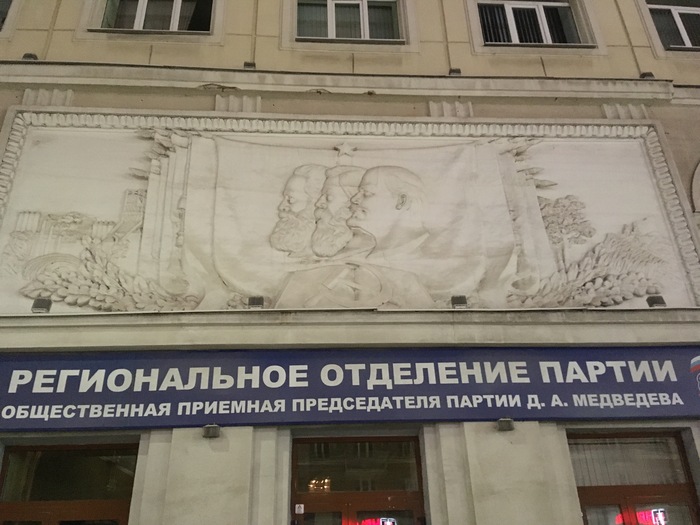 РЕГИОНАЛЬНОЕ ОТДЕЛЕНИЕ ПАРТИИ
ОБЩЕСТВЕННАЯ ПРИЕМНАЯ ПРЕДСЕДАТЕЛЯ ПАРТИИ Д. А. МЕДВЕДЕВА